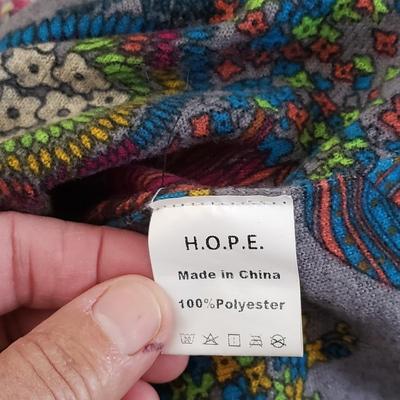 H.O.P.E.
Made in China
100%Polyester